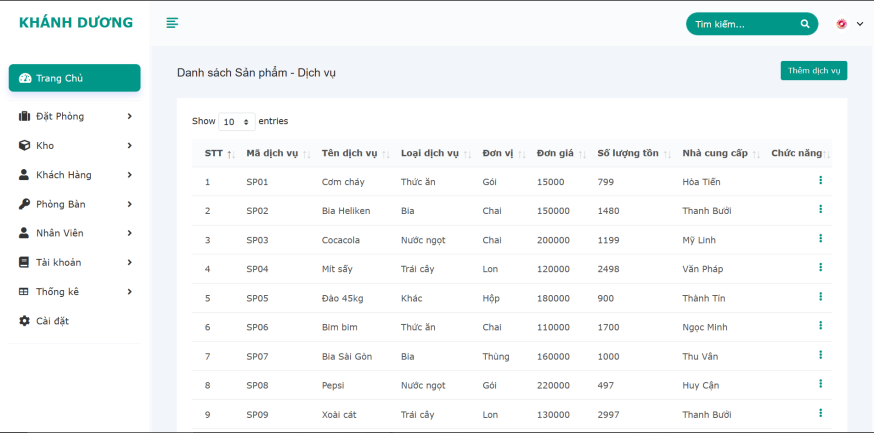 KHÁNH DƯƠNG
Tìm kiếm...
Trang Chủ
Đặt Phòng
Kho
Khách Hàng
Phòng Bàn
Nhân Viên
Tài khoản
Thống kê
Cài đặt
Danh sách Sản phẩm - Dịch vụ
Thêm dịch vụ
Show 10 entries
STT Mã dịch vụ Tên dịch vụ Loại dịch vụ Đơn vị Đơn giá Số lượng tồn Nhà cung cấp Chức năng
1 SP01 Cơm cháy Thức ăn Gói 15000 799 Hòa Tiến
2 SP02 Bia Heliken Bia Chai 150000 1480 Thanh Bưởi
3 SP03 Cocacola Nước ngọt Chai 200000 1199 Mỹ Linh
4 SP04 Mít sấy Trái cây Lon 120000 2498 Văn Pháp
5 SP05 Đào 45kg Khác Hộp 180000 900 Thành Tín
6 SP06 Bim bim Thức ăn Chai 110000 1700 Ngọc Minh
7 SP07 Bia Sài Gòn Bia Thùng 160000 1000 Thu Vân
8 SP08 Pepsi Nước ngọt Gói 220000 497 Huy Cận
9 SP09 Xoài cát Trái cây Lon 130000 2997 Thanh Bưởi